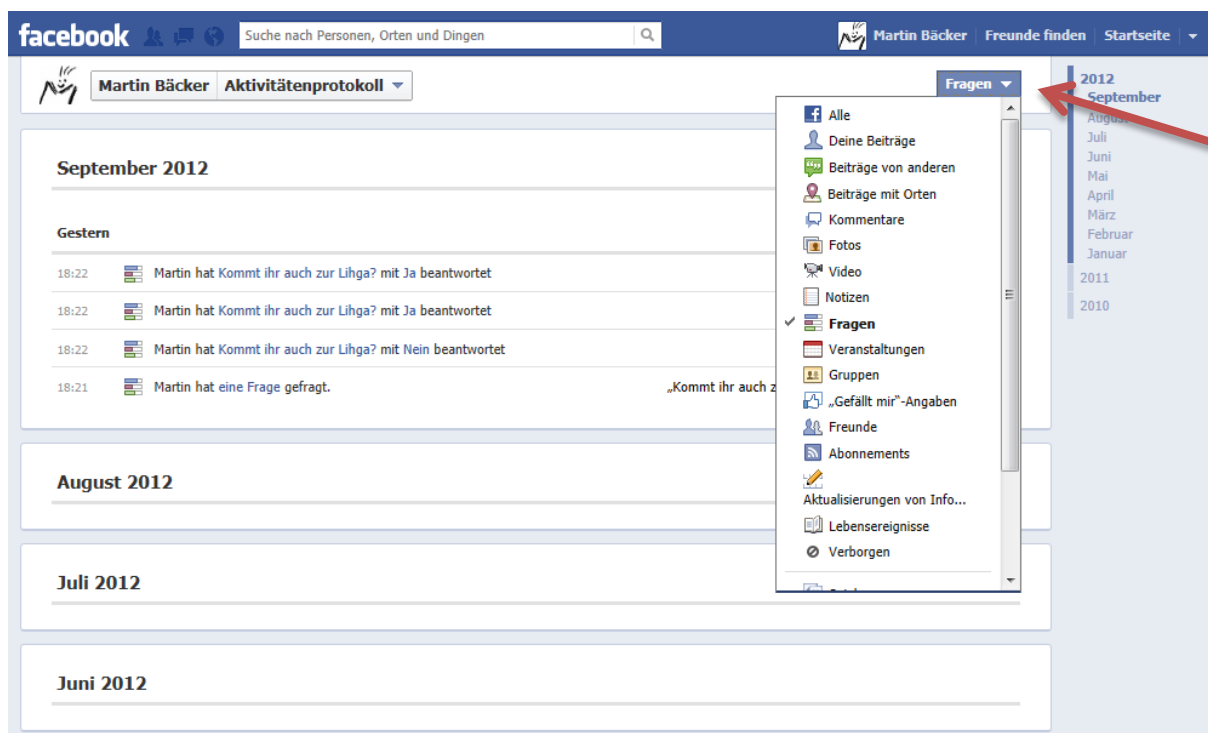 facebook Suche nach Personen, Orten und Dingen Martin Bäcker Freunde finden Startseite
Martin Bäcker Aktivitätenprotokoll Fragen
September 2012
Gestern
18:22 Martin hat Kommt ihr auch zur Lihga? mit Ja beantwortet
18:22 Martin hat Kommt ihr auch zur Lihga? mit Ja beantwortet
18:22 Martin hat Kommt ihr auch zur Lihga? mit Nein beantwortet
18:21 Martin hat eine Frage gefragt. „Kommt ihr auch z
August 2012
Juli 2012
Juni 2012
Alle
Deine Beiträge
Beiträge von anderen
Beiträge mit Orten
Kommentare
Fotos
Video
Notizen
Fragen
Veranstaltungen
Gruppen
„Gefällt mir"-Angaben
Freunde
Abonnements
Aktualisierungen von Info...
Lebensereignisse
Verborgen
2012
September
August
Juli
Juni
Mai
April
März
Februar
Januar
2011
2010